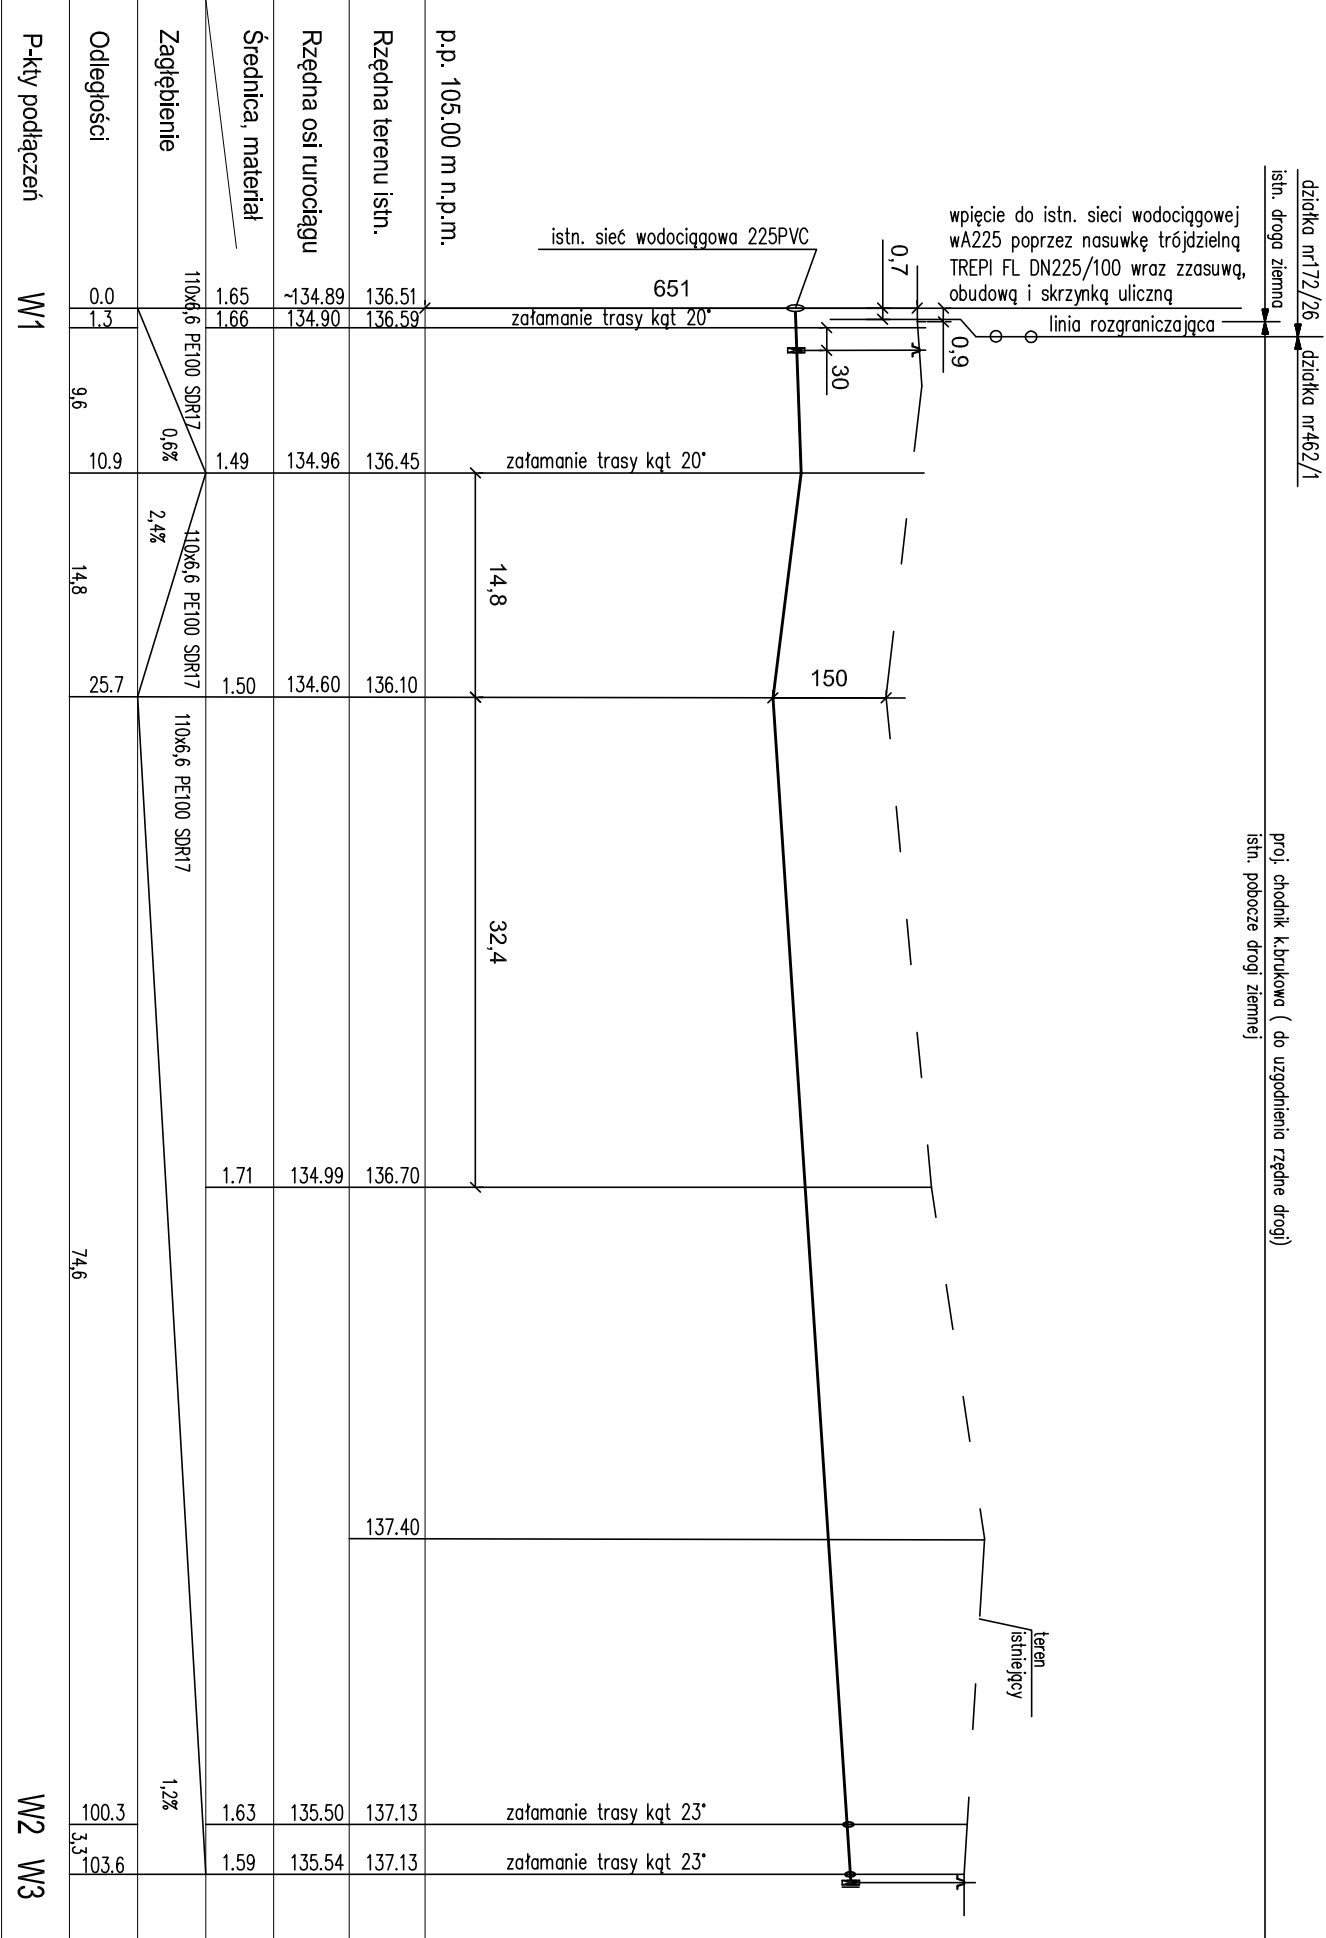 działka nr172/26
działka nr462/1
istn. droga ziemna
proj. chodnik k.brukowa ( do uzgodnienia rzędne drogi)
istn. pobocze drogi ziemnej
wpięcie do istn. sieci wodociągowej
wA225 poprzez nasuwkę trójdzielną
TREPI FL DN225/100 wraz zzasuwą,
obudową i skrzynką uliczną
linia rozgraniczająca
0,7
0,9
30
istn. sieć wodociągowa 225PVC
651
150
teren
istniejący
załamanie trasy kąt 20°
załamanie trasy kąt 20°
załamanie trasy kąt 23°
załamanie trasy kąt 23°
14,8
32,4
p.p. 105.00 m n.p.m.
Rzędna terenu istn.
136.51
136.59
136.45
136.10
136.70
137.40
137.13
137.13
Rzędna osi rurociągu
~134.89
134.90
134.96
134.60
134.99
135.50
135.54
Średnica, materiał
1.65
1.66
1.49
1.50
1.71
1.63
1.59
110x6,6 PE100 SDR17
110x6,6 PE100 SDR17
110x6,6 PE100 SDR17
Zagłębienie
0,6%
2,4%
1,2%
Odległości
0.0
1.3
10.9
25.7
100.3
103.6
9,6
14,8
74,6
3,3
P-kty podłączeń
W1
W2
W3